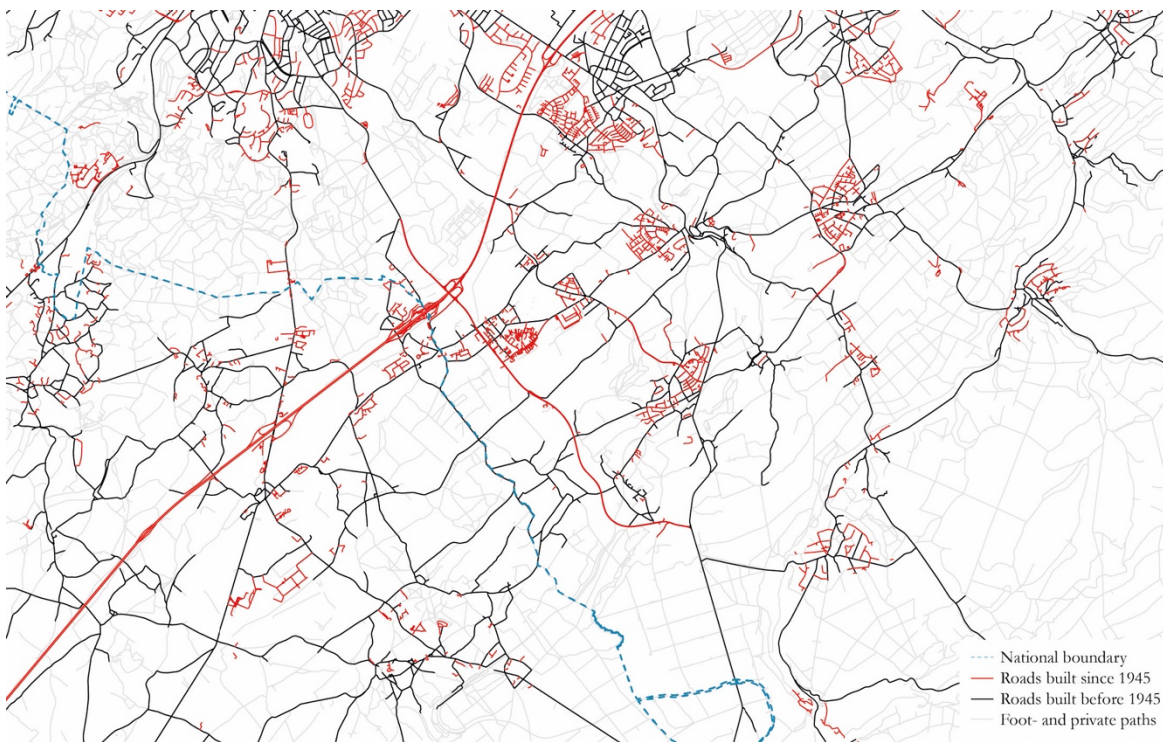 National boundary
Roads built since 1945
Roads built before 1945
Foot- and private paths